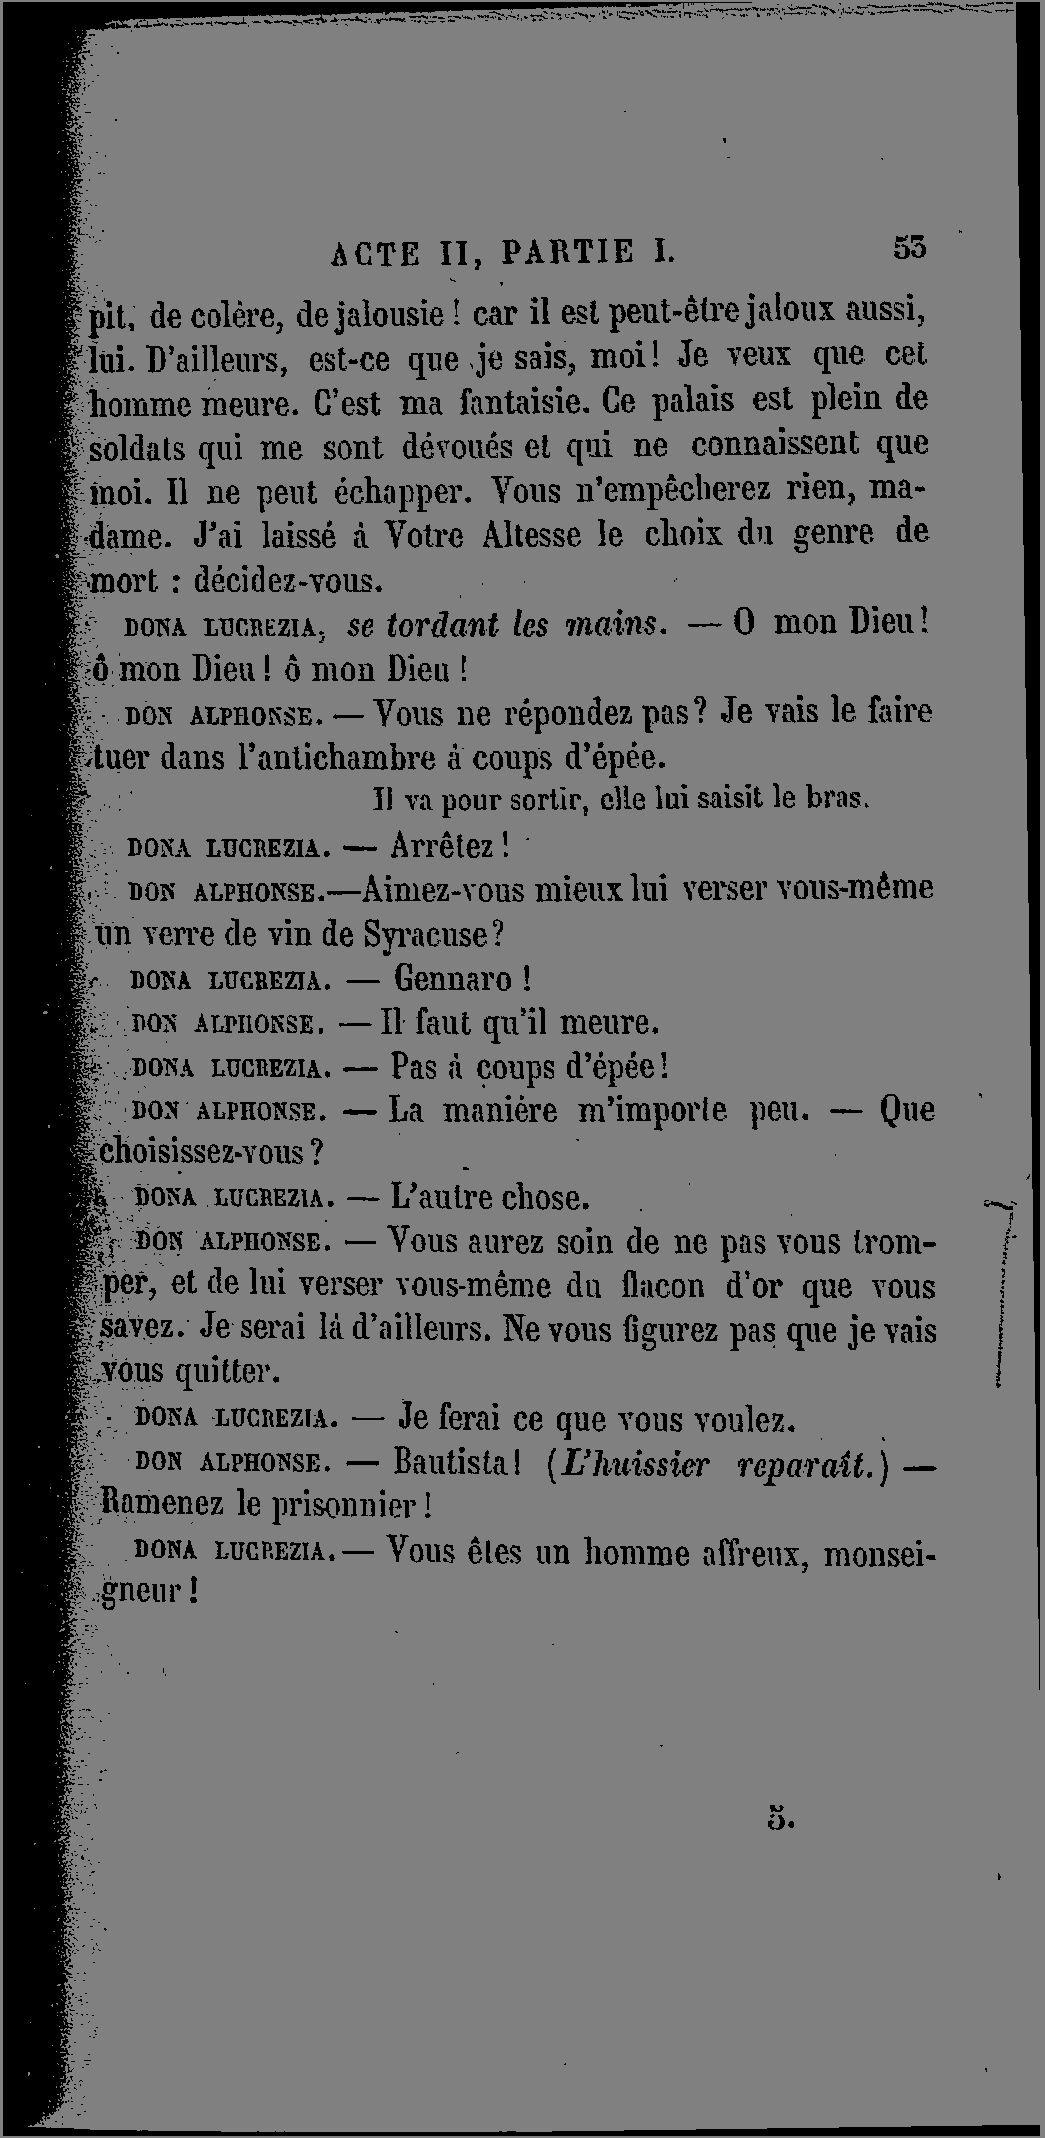 ACTE II, PARTIE I. 53
pit, de colère, de jalousie ! car il est peut-être jaloux aussi,
lui. D'ailleurs, est-ce que je sais, moi! Je veux que cet
homme meure. C'est ma fantaisie. Ce palais est plein de
soldats qui me sont dévoués et qui ne connaissent que
moi. Il ne peut échapper. Vous n'empêcherez rien, ma-
dame. J'ai laissé à Votre Altesse le choix du genre de
mort : décidez-vous.
DONA LUCREZIA, se tordant les mains. — O mon Dieu!
ô mon Dieu ! ô mon Dieu !
DON ALPHONSE. — Vous ne répondez pas? Je vais le faire
tuer dans l'antichambre à coups d'épée.
Il va pour sortir, elle lui saisit le bras.
DONA LUCREZIA. — Arrêtez !
DON ALPHONSE.—Aimez-vous mieux lui verser vous-même
un verre de vin de Syracuse?
DONA LUCREZIA. — Gennaro !
DON ALPHONSE. — Il faut qu'il meure.
DONA LUCREZIA. — Pas à coups d'épée!
DON ALPHONSE. — La manière m'importe peu. — Que
choisissez-vous ?
DONA LUCREZIA. — L'autre chose.
DON ALPHONSE. — Vous aurez soin de ne pas vous trom-
per, et de lui verser vous-même du flacon d'or que vous
savez. Je serai là d'ailleurs. Ne vous figurez pas que je vais
vous quitter.
DONA LUCREZIA. — Je ferai ce que vous voulez.
DON ALPHONSE. — Bautista! (L'huissier reparaît.) —
Ramenez le prisonnier !
DONA LUCREZIA.— Vous êtes un homme affreux, monsei-
gneur !
5.